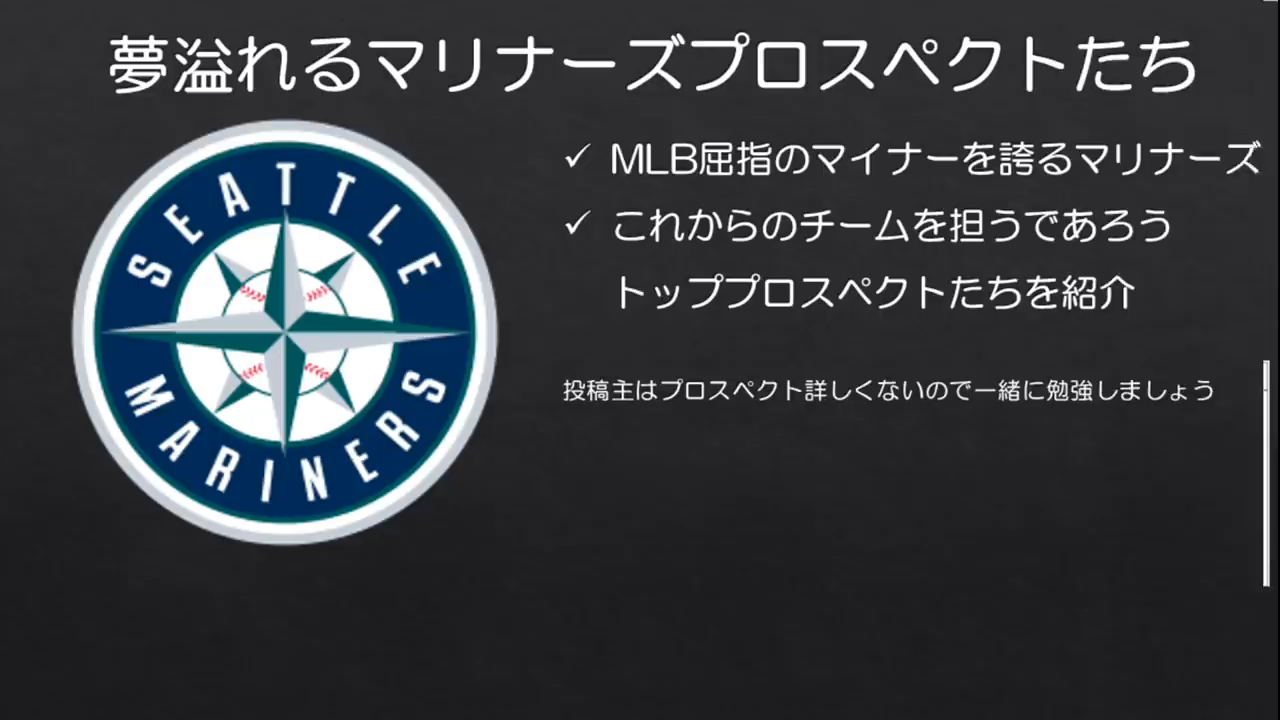 夢溢れるマリナーズプロスペクトたち
SEATTLE
MARINERS
MLB屈指のマイナーを誇るマリナーズ
これからのチームを担うであろう
トッププロスペクトたちを紹介
投稿主はプロスペクト詳しくないので一緒に勉強しましょう